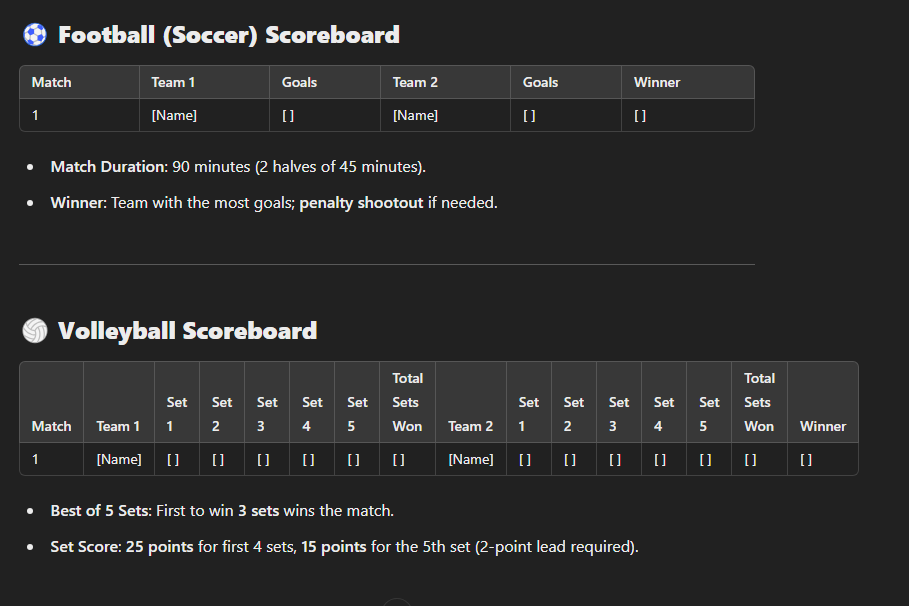 ⚽ Football (Soccer) Scoreboard
Match Team 1 Goals Team 2 Goals Winner
1 [Name] [ ] [Name] [ ] [ ]
• Match Duration: 90 minutes (2 halves of 45 minutes).
• Winner: Team with the most goals; penalty shootout if needed.
🏐 Volleyball Scoreboard
Match Team 1 Set 1 Set 2 Set 3 Set 4 Set 5 Total Sets Won Team 2 Set 1 Set 2 Set 3 Set 4 Set 5 Total Sets Won Winner
1 [Name] [ ] [ ] [ ] [ ] [ ] [ ] [Name] [ ] [ ] [ ] [ ] [ ] [ ] [ ]
• Best of 5 Sets: First to win 3 sets wins the match.
• Set Score: 25 points for first 4 sets, 15 points for the 5th set (2-point lead required).